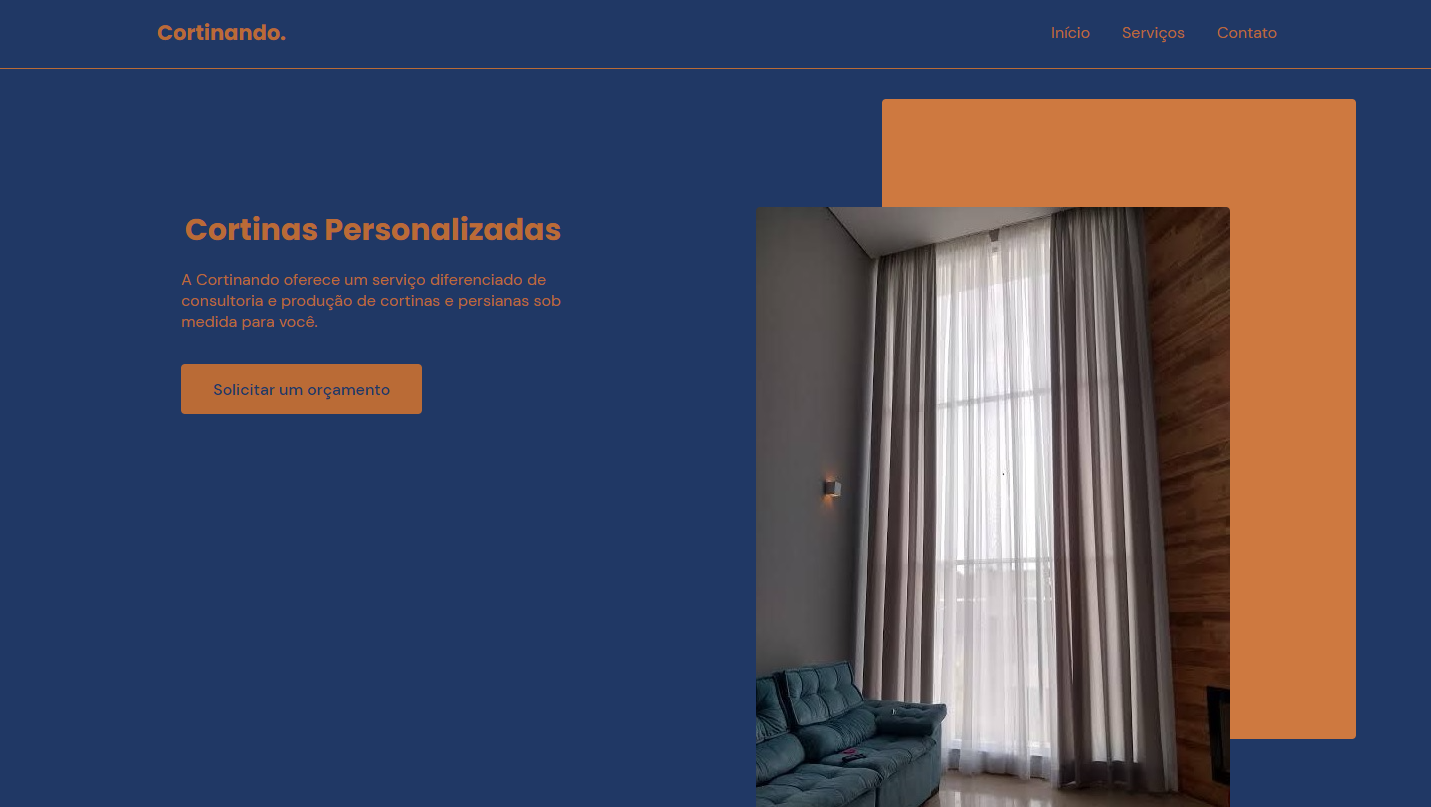 Cortinando.
Início Serviços Contato
Cortinas Personalizadas
A Cortinando oferece um serviço diferenciado de
consultoria e produção de cortinas e persianas sob
medida para você.
Solicitar um orçamento